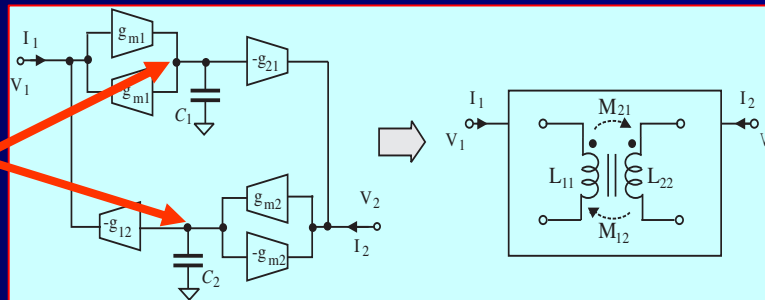 I₁
gₘ₁
V₁
gₘ₁
C₁
-g₂₁
-g₁₂
C₂
gₘ₂
-gₘ₂
V₂
I₂
I₁
V₁
M₂₁
L₁₁
L₂₂
M₁₂
I₂
V